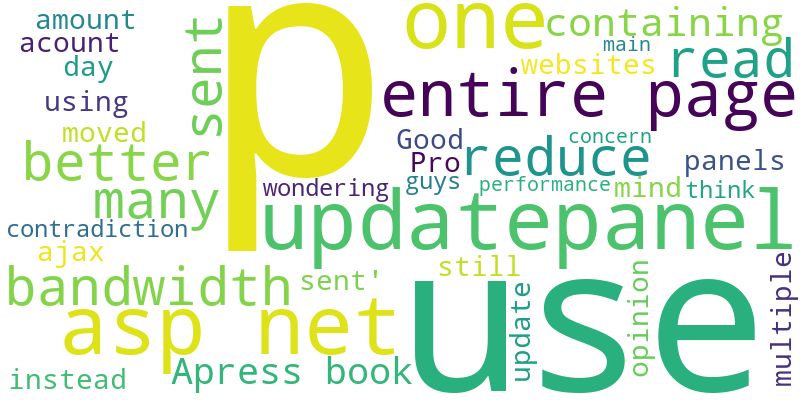 amount
acount
day
using
moved
better
many
contradiction
ajax
bandwidth
asp net
instead
sent
p
one
containing
main
websites
read
entire page
Good
concern
Pro
reduce
panels
wondering
guys
performance
mind
think
updatepanel
still
sent'
use
update
opinion
multiple
Apress book